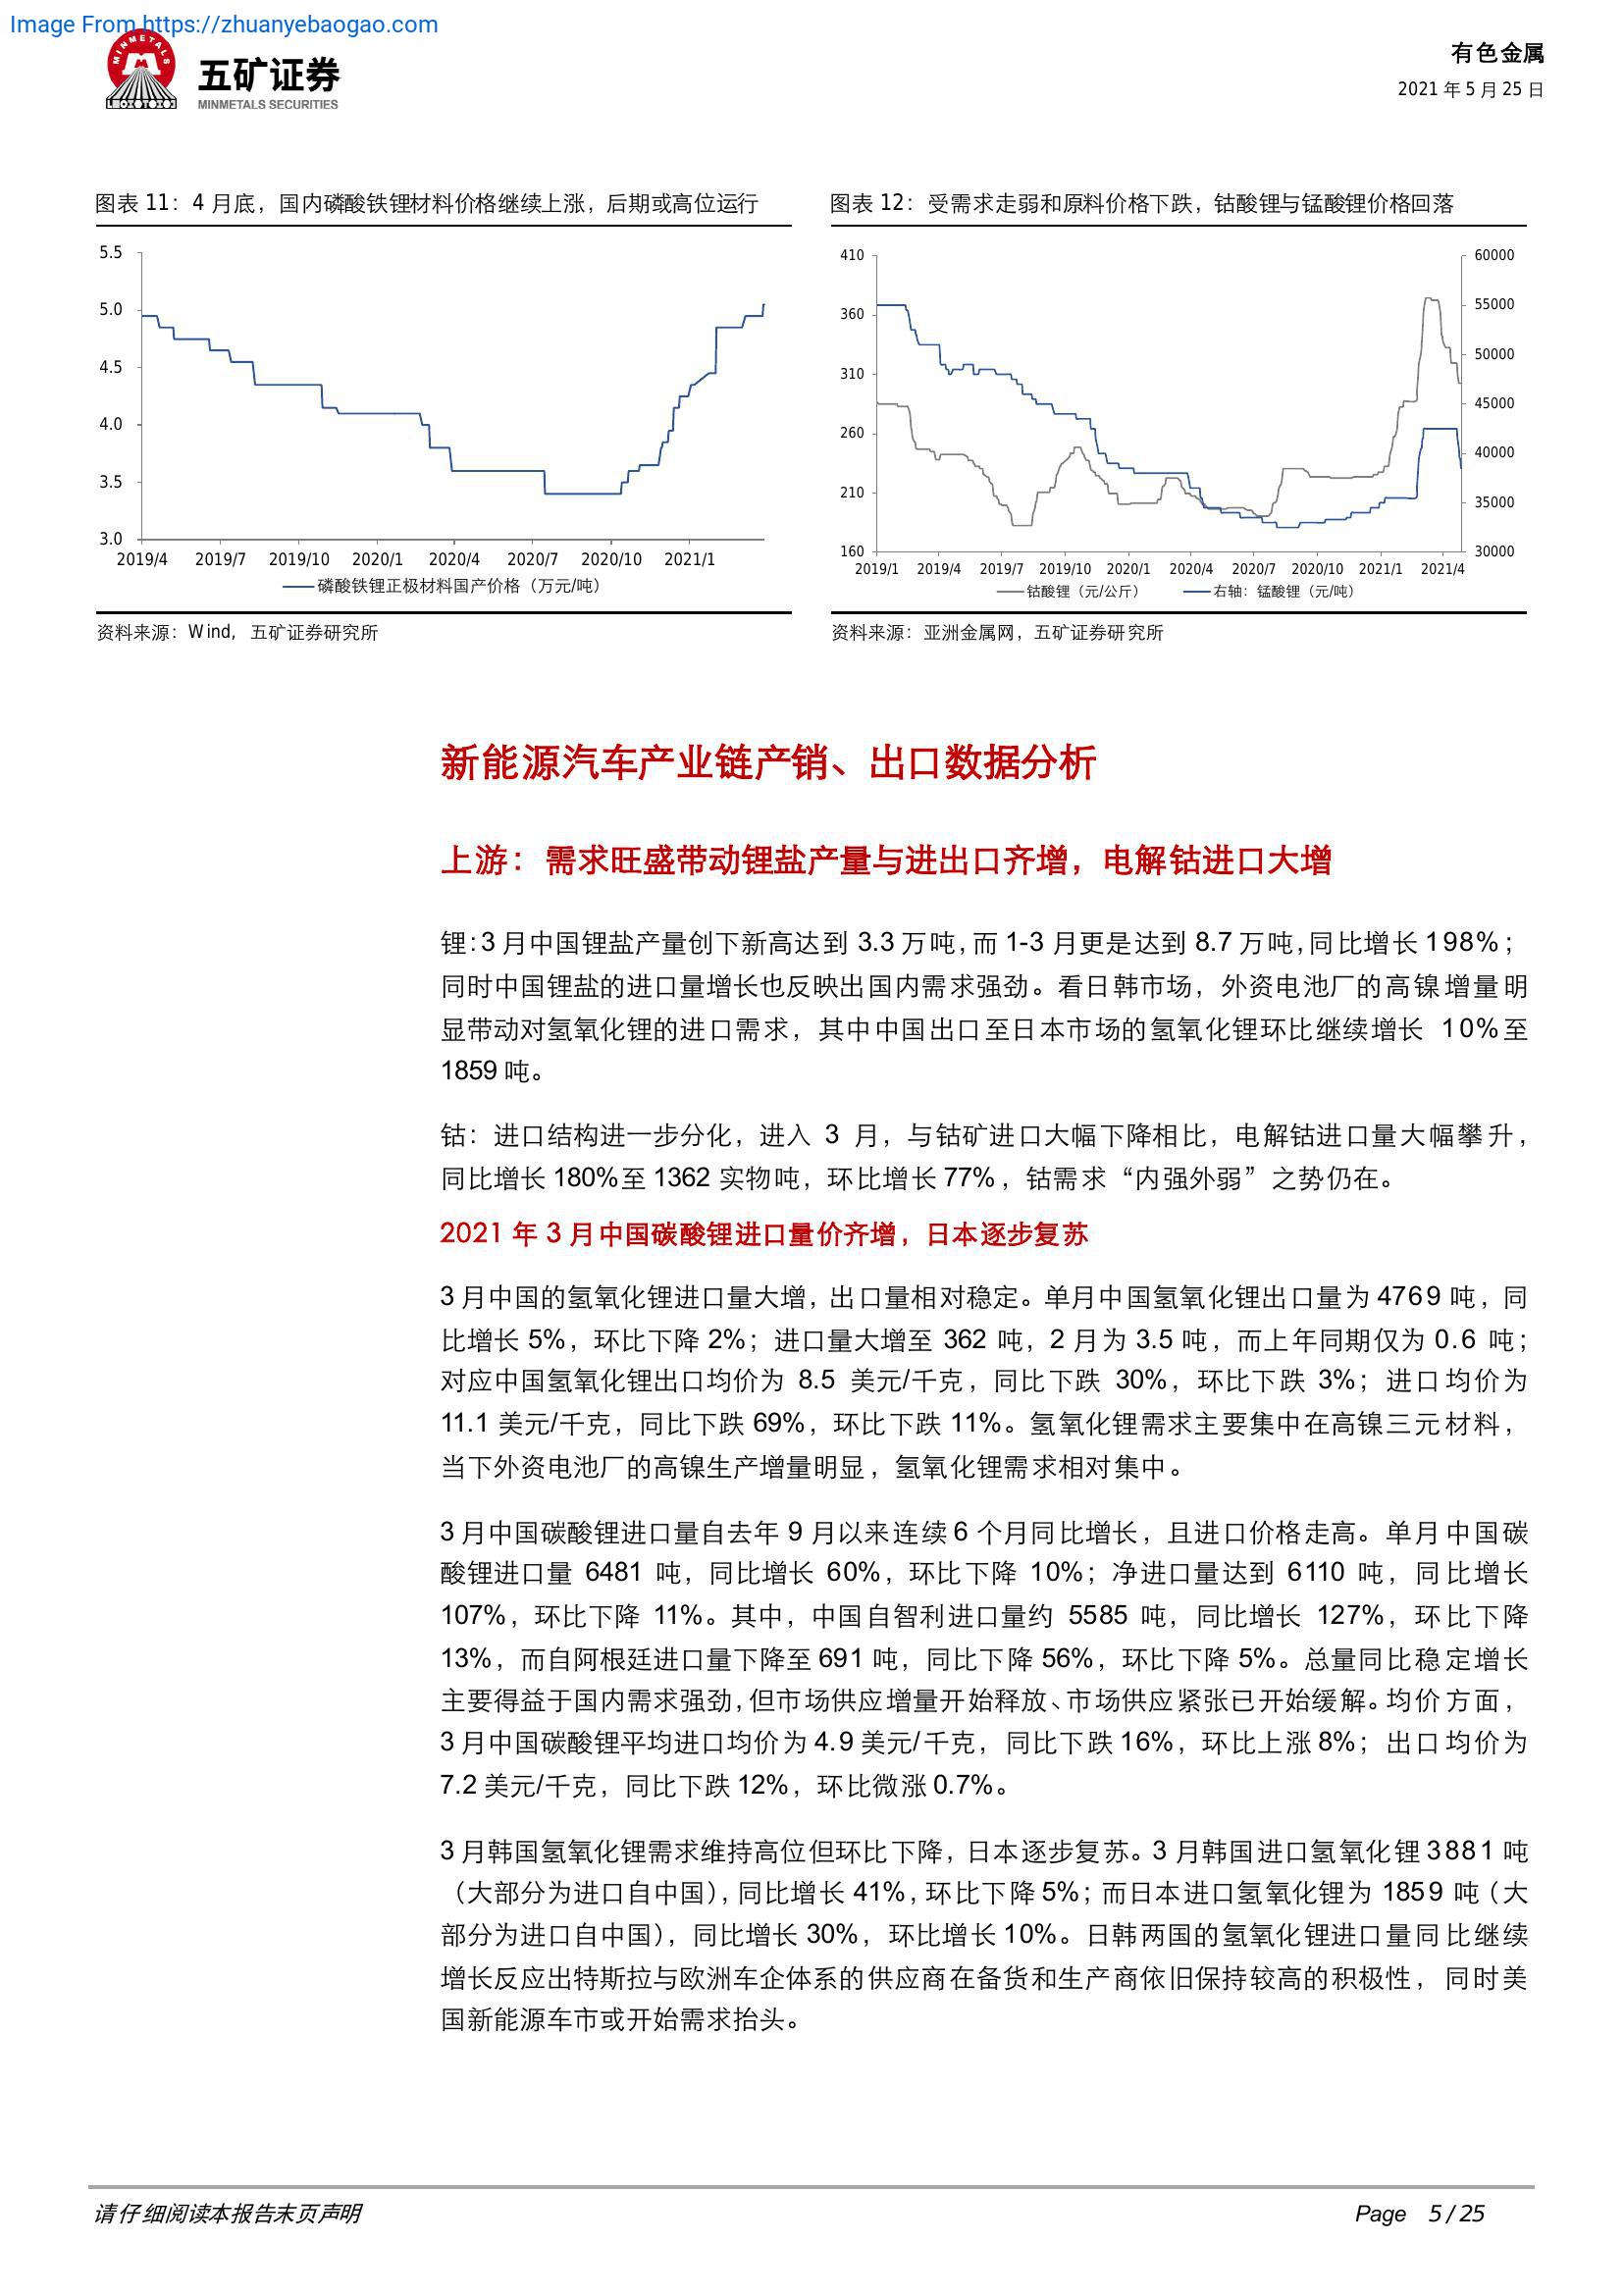 Image From https://zhuanyebaogao.com
MINMETALS
五矿证券
MINMETALS SECURITIES
有色金属
2021 年 5 月 25 日
图表 11：4 月底，国内磷酸铁锂材料价格继续上涨，后期或高位运行
5.5
5.0
4.5
4.0
3.5
3.0
2019/4 2019/7 2019/10 2020/1 2020/4 2020/7 2020/10 2021/1
磷酸铁锂正极材料国产价格（万元/吨）
资料来源：Wind，五矿证券研究所
图表 12：受需求走弱和原料价格下跌，钴酸锂与锰酸锂价格回落
410
360
310
260
210
160
60000
55000
50000
45000
40000
35000
30000
2019/1 2019/4 2019/7 2019/10 2020/1 2020/4 2020/7 2020/10 2021/1 2021/4
钴酸锂（元/公斤） 右轴：锰酸锂（元/吨）
资料来源：亚洲金属网，五矿证券研究所
新能源汽车产业链产销、出口数据分析
上游：需求旺盛带动锂盐产量与进出口齐增，电解钴进口大增
锂：3 月中国锂盐产量创下新高达到 3.3 万吨，而 1-3 月更是达到 8.7 万吨，同比增长 198%；
同时中国锂盐的进口量增长也反映出国内需求强劲。看日韩市场，外资电池厂的高镍增量明
显带动对氢氧化锂的进口需求，其中中国出口至日本市场的氢氧化锂环比继续增长 10%至
1859 吨。
钴：进口结构进一步分化，进入 3 月，与钴矿进口大幅下降相比，电解钴进口量大幅攀升，
同比增长 180%至 1362 实物吨，环比增长 77%，钴需求“内强外弱”之势仍在。
2021 年 3 月中国碳酸锂进口量价齐增，日本逐步复苏
3 月中国的氢氧化锂进口量大增，出口量相对稳定。单月中国氢氧化锂出口量为 4769 吨，同
比增长 5%，环比下降 2%；进口量大增至 362 吨，2 月为 3.5 吨，而上年同期仅为 0.6 吨；
对应中国氢氧化锂出口均价为 8.5 美元/千克，同比下跌 30%，环比下跌 3%；进口均价为
11.1 美元/千克，同比下跌 69%，环比下跌 11%。氢氧化锂需求主要集中在高镍三元材料，
当下外资电池厂的高镍生产增量明显，氢氧化锂需求相对集中。
3 月中国碳酸锂进口量自去年 9 月以来连续 6 个月同比增长，且进口价格走高。单月中国碳
酸锂进口量 6481 吨，同比增长 60%，环比下降 10%；净进口量达到 6110 吨，同比增长
107%，环比下降 11%。其中，中国自智利进口量约 5585 吨，同比增长 127%，环比下降
13%，而自阿根廷进口量下降至 691 吨，同比下降 56%，环比下降 5%。总量同比稳定增长
主要得益于国内需求强劲，但市场供应增量开始释放、市场供应紧张已开始缓解。均价方面，
3 月中国碳酸锂平均进口均价为 4.9 美元/千克，同比下跌 16%，环比上涨 8%；出口均价为
7.2 美元/千克，同比下跌 12%，环比微涨 0.7%。
3 月韩国氢氧化锂需求维持高位但环比下降，日本逐步复苏。3 月韩国进口氢氧化锂 3881 吨
（大部分为进口自中国），同比增长 41%，环比下降 5%；而日本进口氢氧化锂为 1859 吨（大
部分为进口自中国），同比增长 30%，环比增长 10%。日韩两国的氢氧化锂进口量同比继续
增长反应出特斯拉与欧洲车企体系的供应商在备货和生产商依旧保持较高的积极性，同时美
国新能源车市或开始需求抬头。
请仔细阅读本报告末页声明
Page 5 / 25